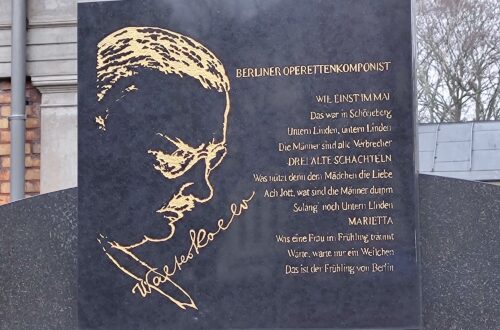 BERLINER OPERETTENKOMPONIST
WIE EINST IM MAI
Das war in Schöneberg
Untern Linden, untern Linden
Die Männer sind alle Verbrecher
DREI ALTE SCHACHTELN
Was nützt denn dem Mädchen die Liebe
Ach Jott, wat sind die Männer dumm
Solang' noch Untern Linden
MARIETTA
Was eine Frau im Frühling träumt
Warte, warte nur ein Weilchen
Das ist der Frühling von Berlin
Walter Kollo